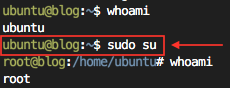 ubuntu@blog:~$ whoami
ubuntu
ubuntu@blog:~$ sudo su
root@blog:/home/ubuntu# whoami
root